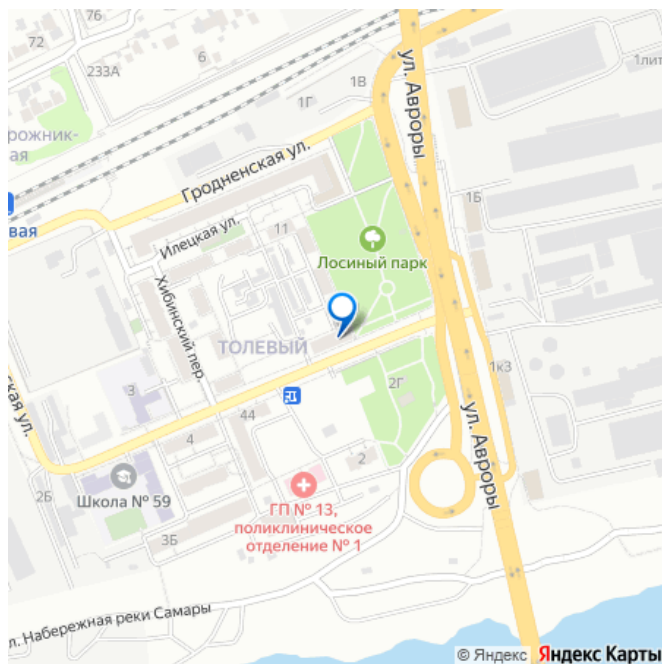 76
72
6
233А
ул. Авроры
1В
1Г
1лит
рожник-
ая
Гродненская ул.
1Б
вая
Илецкая ул.
11
Лосиный парк
Хибинский пер.
ТОЛЕВЫЙ
1к3
3
2Г
ская ул.
44
4
ул. Авроры
2
2Б
Школа № 59
ГП № 13,
поликлиническое
отделение № 1
3Б
л. Набережная реки Самары
© Яндекс Яндекс Карты